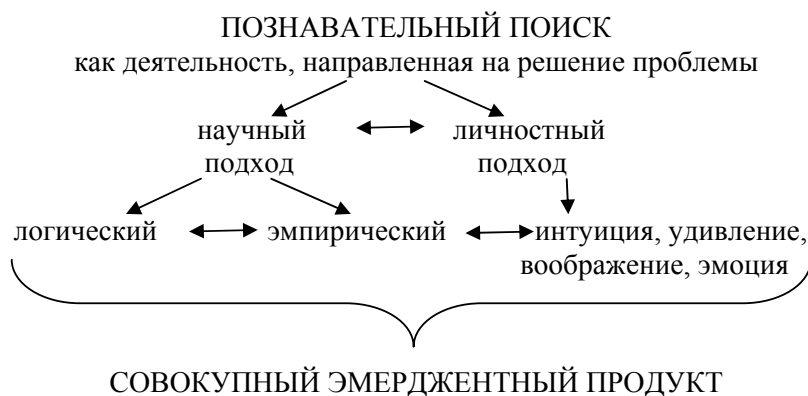 ПОЗНАВАТЕЛЬНЫЙ ПОИСК
как деятельность, направленная на решение проблемы
научный личностный
подход подход
логический эмпирический интуиция, удивление,
воображение, эмоция
СОВОКУПНЫЙ ЭМЕРДЖЕНТНЫЙ ПРОДУКТ